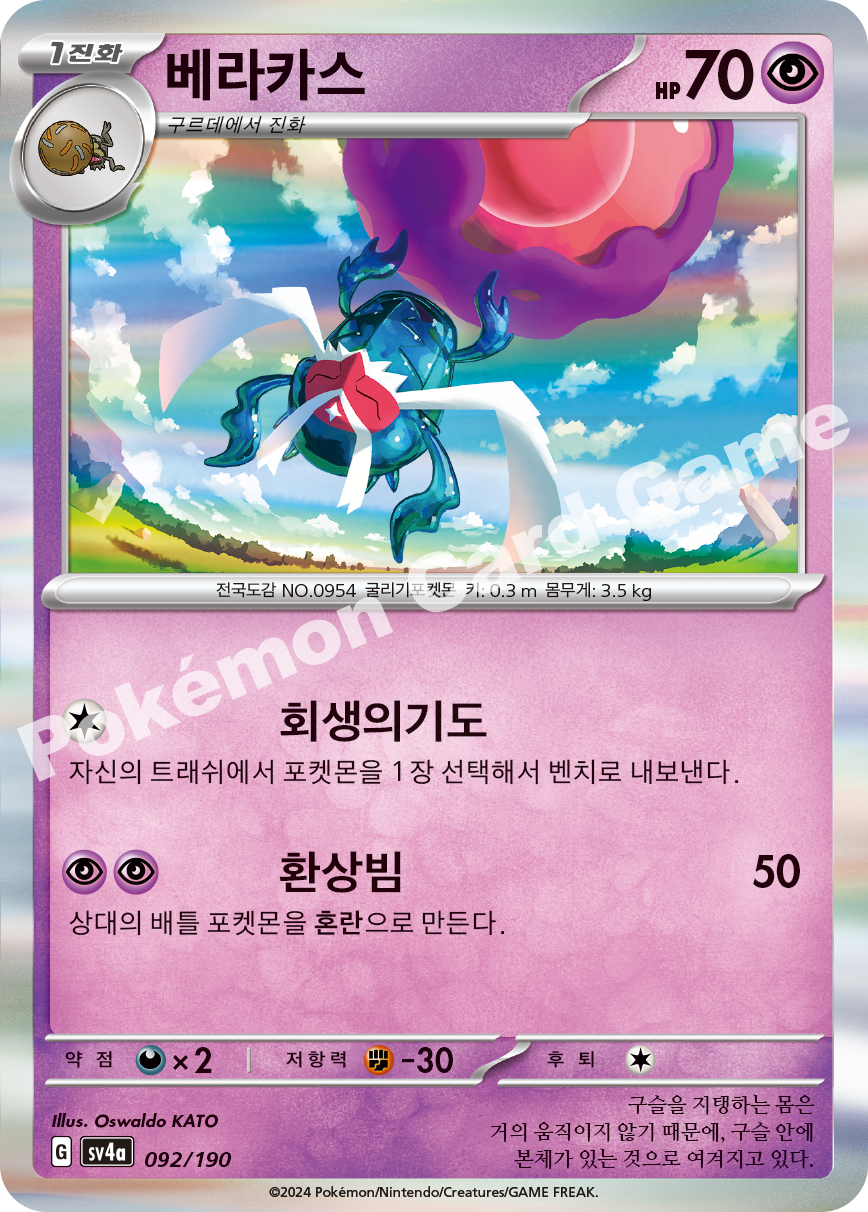 1진화
베라카스
HP 70
구르데에서 진화
전국도감 NO.0954 굴리기포켓몬 키: 0.3 m 몸무게: 3.5 kg
Pokémon Card Game
회생의기도
자신의 트래쉬에서 포켓몬을 1장 선택해서 벤치로 내보낸다.
환상빔 50
상대의 배틀 포켓몬을 혼란으로 만든다.
약점 ×2 저항력 -30 후퇴
Illus. Oswaldo KATO
구슬을 지탱하는 몸은
거의 움직이지 않기 때문에, 구슬 안에
본체가 있는 것으로 여겨지고 있다.
G sv4a 092/190
©2024 Pokémon/Nintendo/Creatures/GAME FREAK.